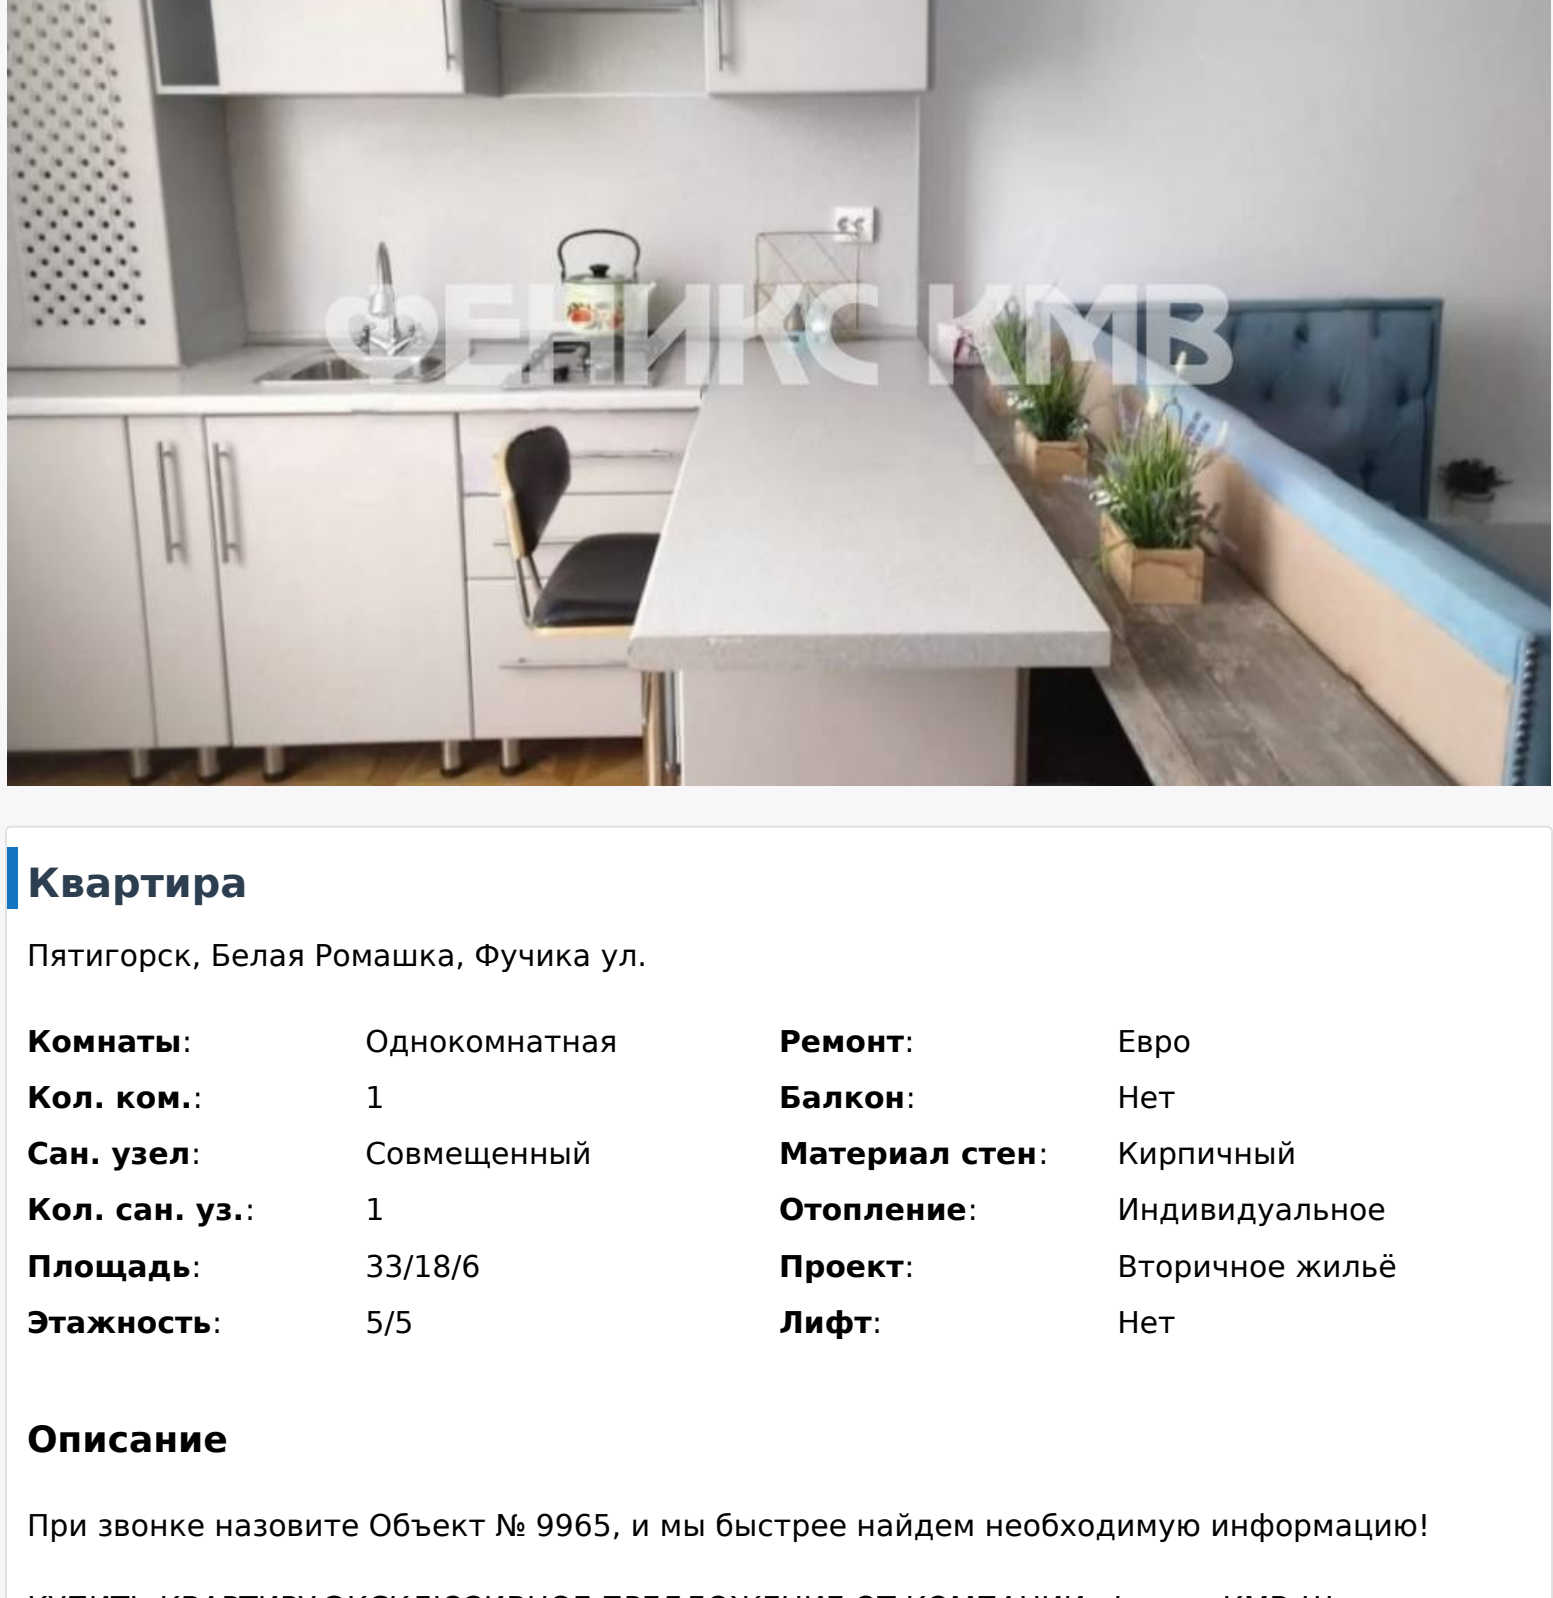 ФЕНИКС КМВ
Квартира
Пятигорск, Белая Ромашка, Фучика ул.
Комнаты: Однокомнатная Ремонт: Евро
Кол. ком.: 1 Балкон: Нет
Сан. узел: Совмещенный Материал стен: Кирпичный
Кол. сан. уз.: 1 Отопление: Индивидуальное
Площадь: 33/18/6 Проект: Вторичное жильё
Этажность: 5/5 Лифт: Нет
Описание
При звонке назовите Объект № 9965, и мы быстрее найдем необходимую информацию!